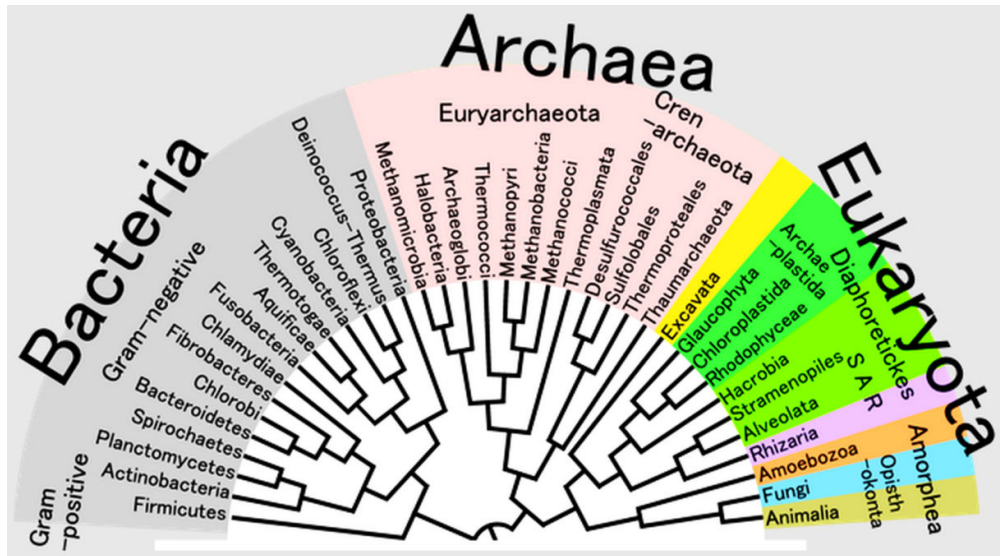 Bacteria
Archaea
Eukaryota
Gram
-positive
Gram-negative
Firmicutes
Actinobacteria
Planctomycetes
Spirochaetes
Bacteroidetes
Chlorobi
Fibrobacteres
Chlamydiae
Fusobacteria
Aquificae
Thermotogae
Cyanobacteria
Chloroflexi
Deinococcus-Thermus
Proteobacteria
Euryarchaeota
Methanomicrobia
Halobacteria
Archaeoglobi
Thermococci
Methanopyri
Methanobacteria
Methanococci
Thermoplasmata
Cren
-archaeota
Desulfurococcales
Sulfolobales
Thermoproteales
Thaumarchaeota
Excavata
Diaphoretickes
Archae
-plastida
Glaucophyta
Chloroplastida
Rhodophyceae
Hacrobia
S A R
Stramenopiles
Alveolata
Rhizaria
Amorphea
Amoebozoa
Opisth
-okonta
Fungi
Animalia